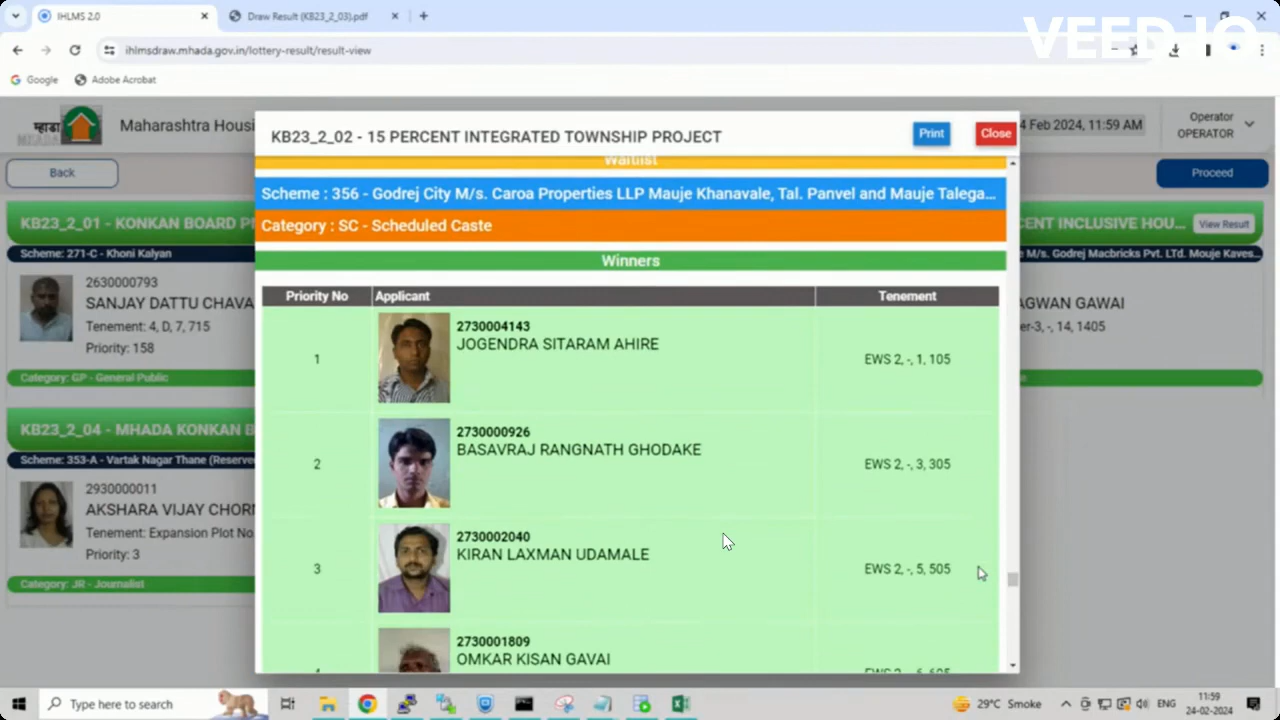 IHLMS 2.0
Draw Result (KB23_2_03).pdf
VEED.IO
ihlmsdraw.mhada.gov.in/lottery-result/result-view
Google
Adobe Acrobat
म्हाडा
MHADA
Maharashtra Housi
4 Feb 2024, 11:59 AM
Operator
OPERATOR
Back
Proceed
KB23_2_02 - 15 PERCENT INTEGRATED TOWNSHIP PROJECT
Print
Close
Waitlist
Scheme : 356 - Godrej City M/s. Caroa Properties LLP Mauje Khanavale, Tal. Panvel and Mauje Talega...
Category : SC - Scheduled Caste
Winners
Priority No
Applicant
Tenement
1
2730004143
JOGENDRA SITARAM AHIRE
EWS 2, -, 1, 105
2
2730000926
BASAVRAJ RANGNATH GHODAKE
EWS 2, -, 3, 305
3
2730002040
KIRAN LAXMAN UDAMALE
EWS 2, -, 5, 505
2730001809
OMKAR KISAN GAVAI
KB23_2_01 - KONKAN BOARD P
Scheme: 271-C - Khoni Kalyan
2630000793
SANJAY DATTU CHAVA
Tenement: 4, D, 7, 715
Priority: 158
Category: GP - General Public
KB23_2_04 - MHADA KONKAN B
Scheme: 353-A - Vartak Nagar Thane (Reserve
2930000011
AKSHARA VIJAY CHOR
Tenement: Expansion Plot No
Priority: 3
Category: JR - Journalist
CENT INCLUSIVE HOU...
View Result
M/s. Godrej Macbricks Pvt. LTd. Mouje Kaves...
AGWAN GAWAI
er-3, -, 14, 1405
Type here to search
29°C Smoke
ENG
11:59
24-02-2024